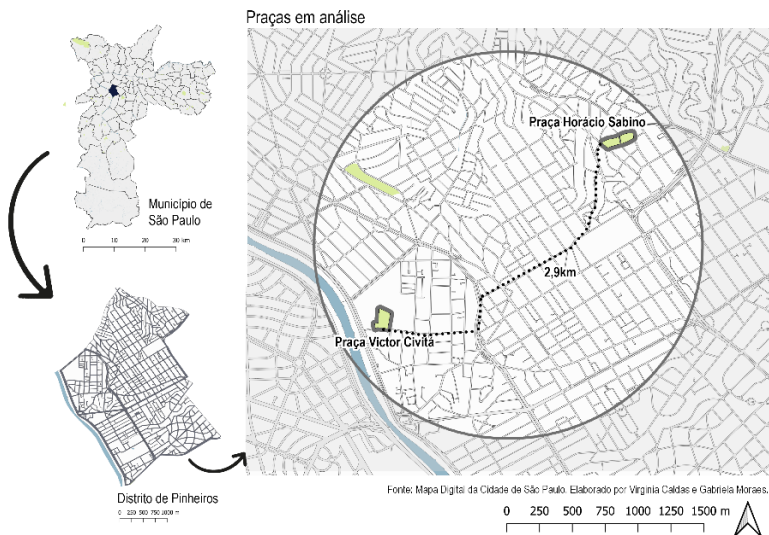 Praças em análise
Município de
São Paulo
0 10 20 30 km
Praça Horácio Sabino
2,9km
Praça Victor Civita
Distrito de Pinheiros
0 250 500 750 1000 m
Fonte: Mapa Digital da Cidade de São Paulo. Elaborado por Virginia Caldas e Gabriela Moraes.
0 250 500 750 1000 1250 1500 m